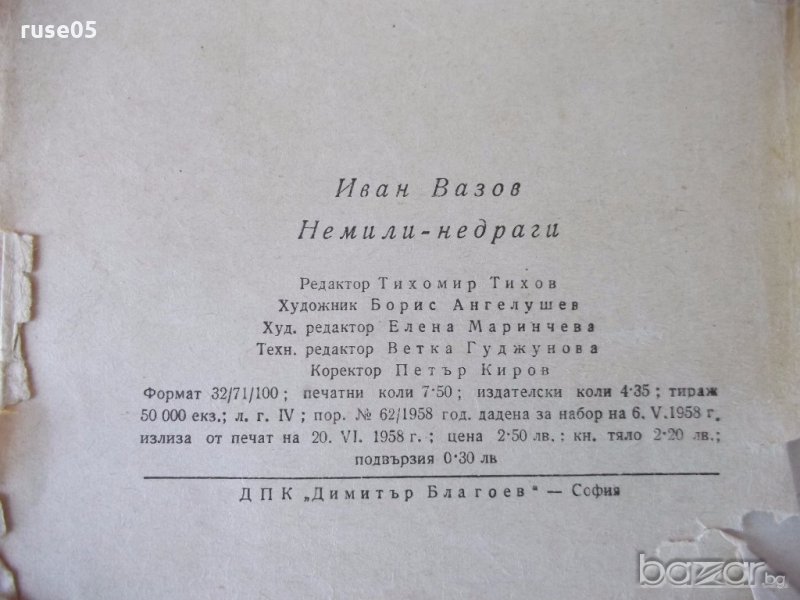 ruse05
Иван Вазов
Немили-недраги
Редактор Тихомир Тихов
Художник Борис Ангелушев
Худ. редактор Елена Маринчева
Техн. редактор Ветка Гуджунова
Коректор Петър Киров
Формат 32/71/100; печатни коли 7·50; издателски коли 4·35; тираж
50 000 екз.; л. г. IV; пор. № 62/1958 год. дадена за набор на 6. V.1958 г.
излиза от печат на 20. VI. 1958 г.; цена 2·50 лв.: кн. тяло 2·20 лв.;
подвързия 0·30 лв
ДПК „Димитър Благоев“ — София
bazar.bg